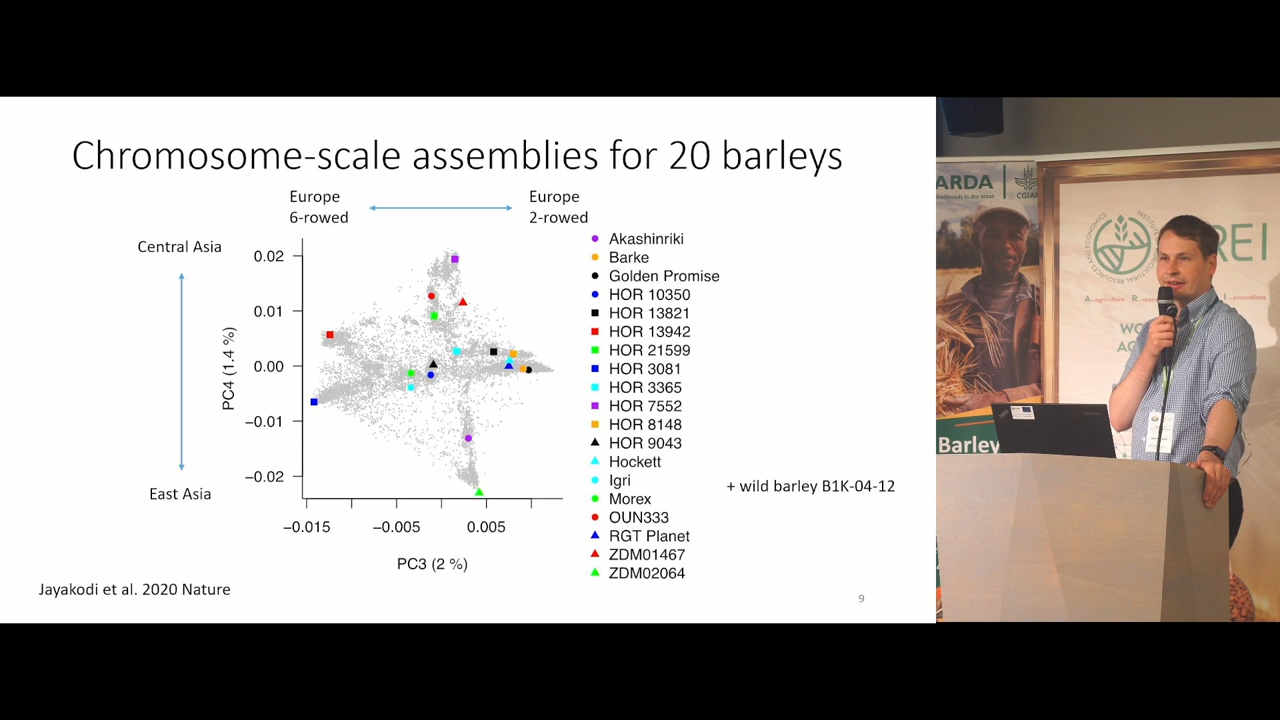 Chromosome-scale assemblies for 20 barleys
Europe
6-rowed
Europe
2-rowed
Central Asia
East Asia
PC4 (1.4 %)
0.02
0.01
0.00
−0.01
−0.02
−0.015
−0.005
0.005
PC3 (2 %)
Akashinriki
Barke
Golden Promise
HOR 10350
HOR 13821
HOR 13942
HOR 21599
HOR 3081
HOR 3365
HOR 7552
HOR 8148
HOR 9043
Hockett
Igri
Morex
OUN333
RGT Planet
ZDM01467
ZDM02064
+ wild barley B1K-04-12
Jayakodi et al. 2020 Nature
9
ARDA
CGIAR
Barley
REI